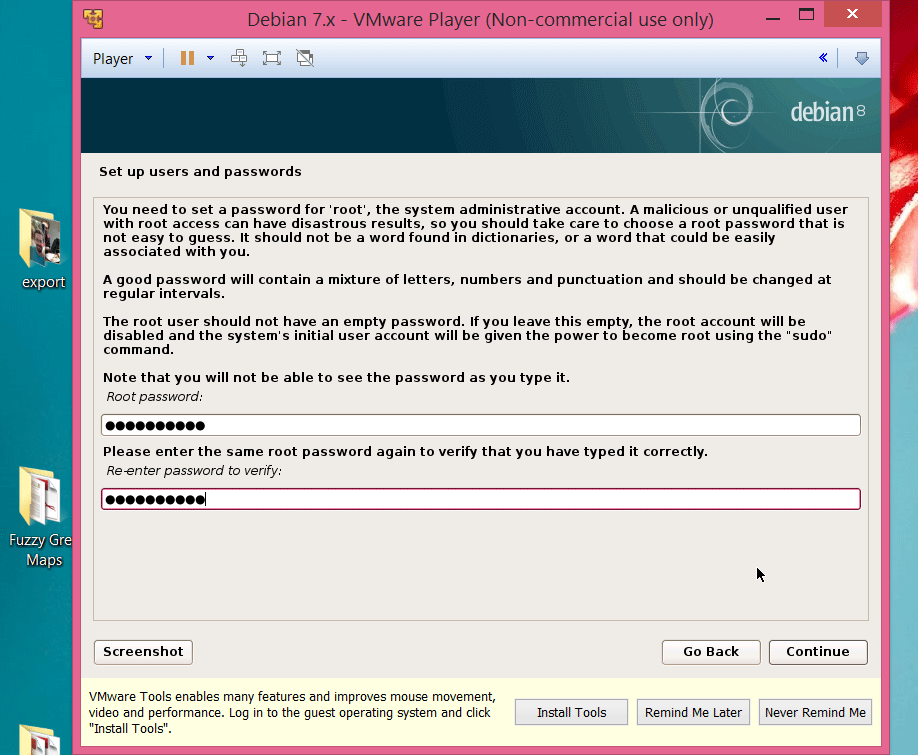 Debian 7.x - VMware Player (Non-commercial use only)
Player
debian 8
Set up users and passwords
You need to set a password for 'root', the system administrative account. A malicious or unqualified user
with root access can have disastrous results, so you should take care to choose a root password that is
not easy to guess. It should not be a word found in dictionaries, or a word that could be easily
associated with you.
A good password will contain a mixture of letters, numbers and punctuation and should be changed at
regular intervals.
The root user should not have an empty password. If you leave this empty, the root account will be
disabled and the system's initial user account will be given the power to become root using the "sudo"
command.
Note that you will not be able to see the password as you type it.
Root password:
Please enter the same root password again to verify that you have typed it correctly.
Re-enter password to verify:
Screenshot
Go Back
Continue
VMware Tools enables many features and improves mouse movement,
video and performance. Log in to the guest operating system and click
"Install Tools".
Install Tools
Remind Me Later
Never Remind Me
export
Fuzzy Gre
Maps